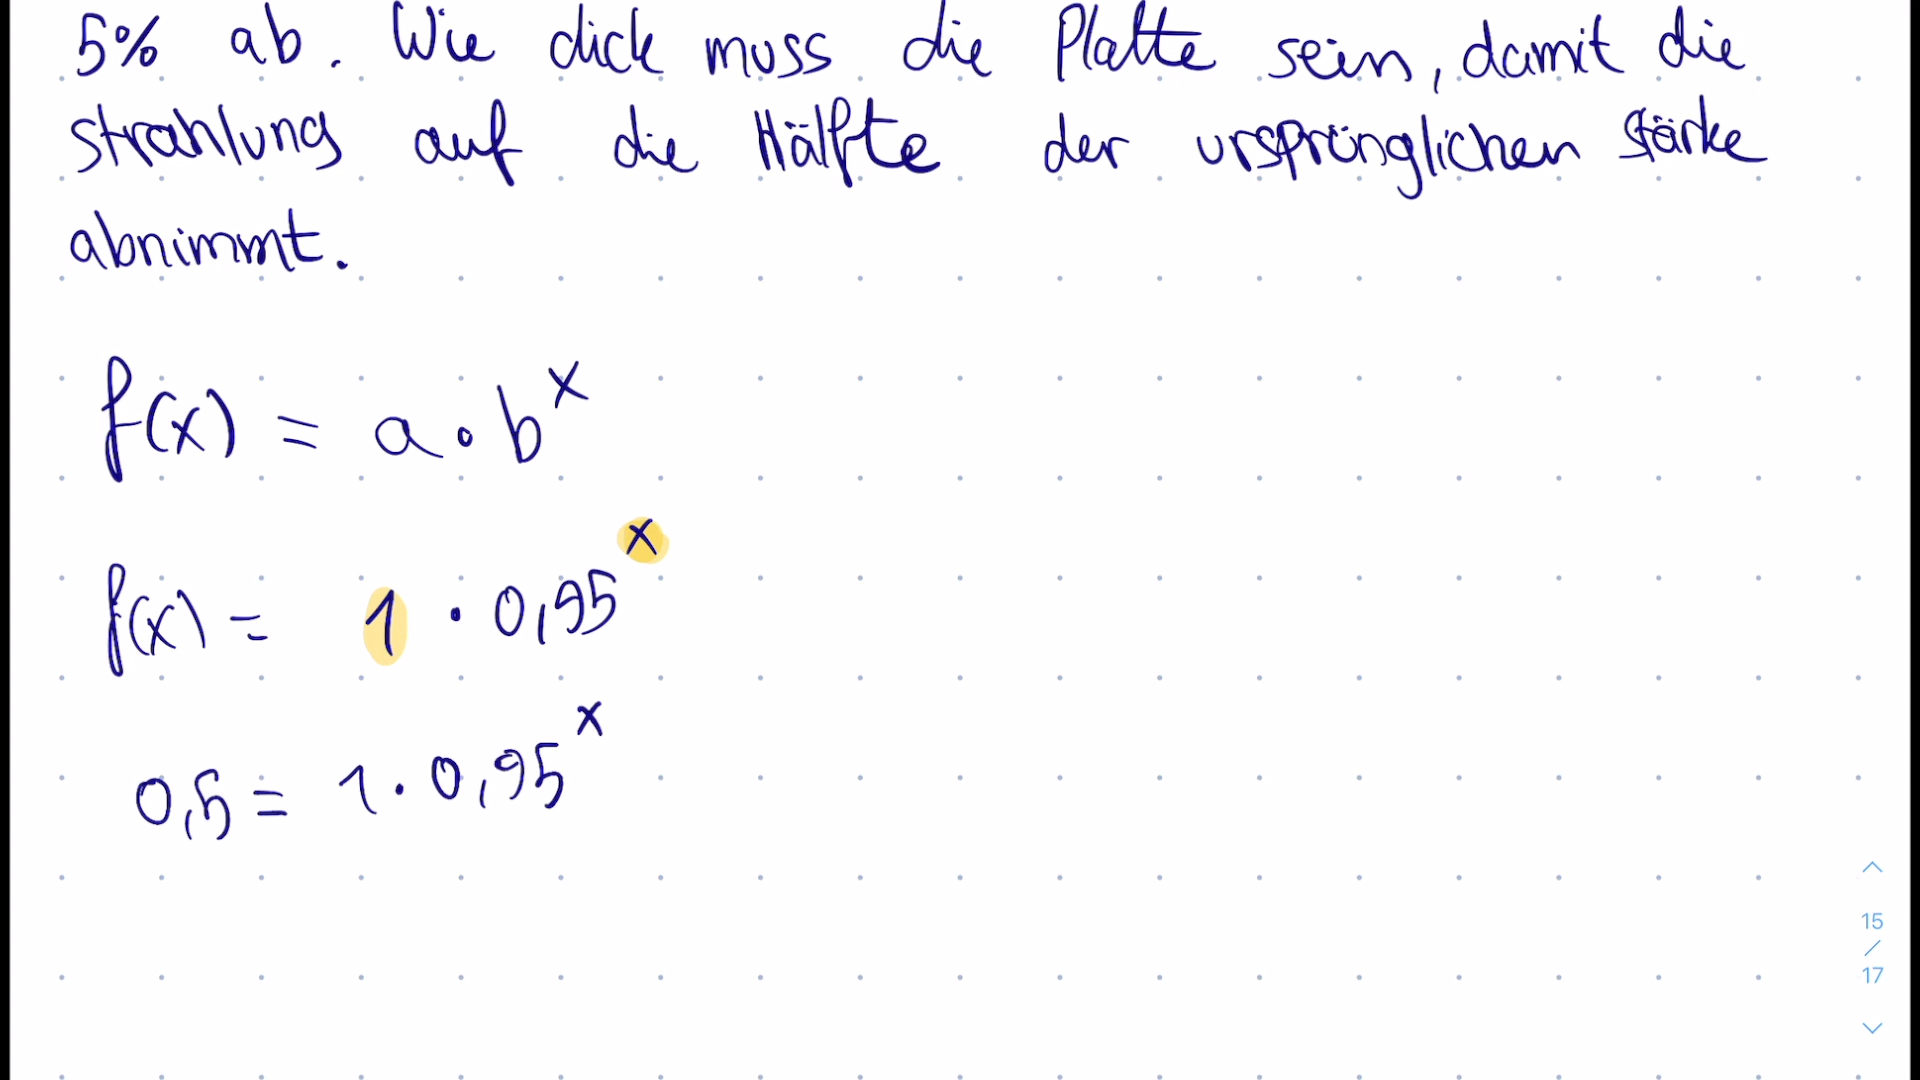 5% ab. Wie dick muss die Platte sein, damit die
Strahlung auf die Hälfte der ursprünglichen Stärke
abnimmt.
f(x) = a · b^x
f(x) = 1 · 0,95^x
0,5 = 1 · 0,95^x
15
/
17